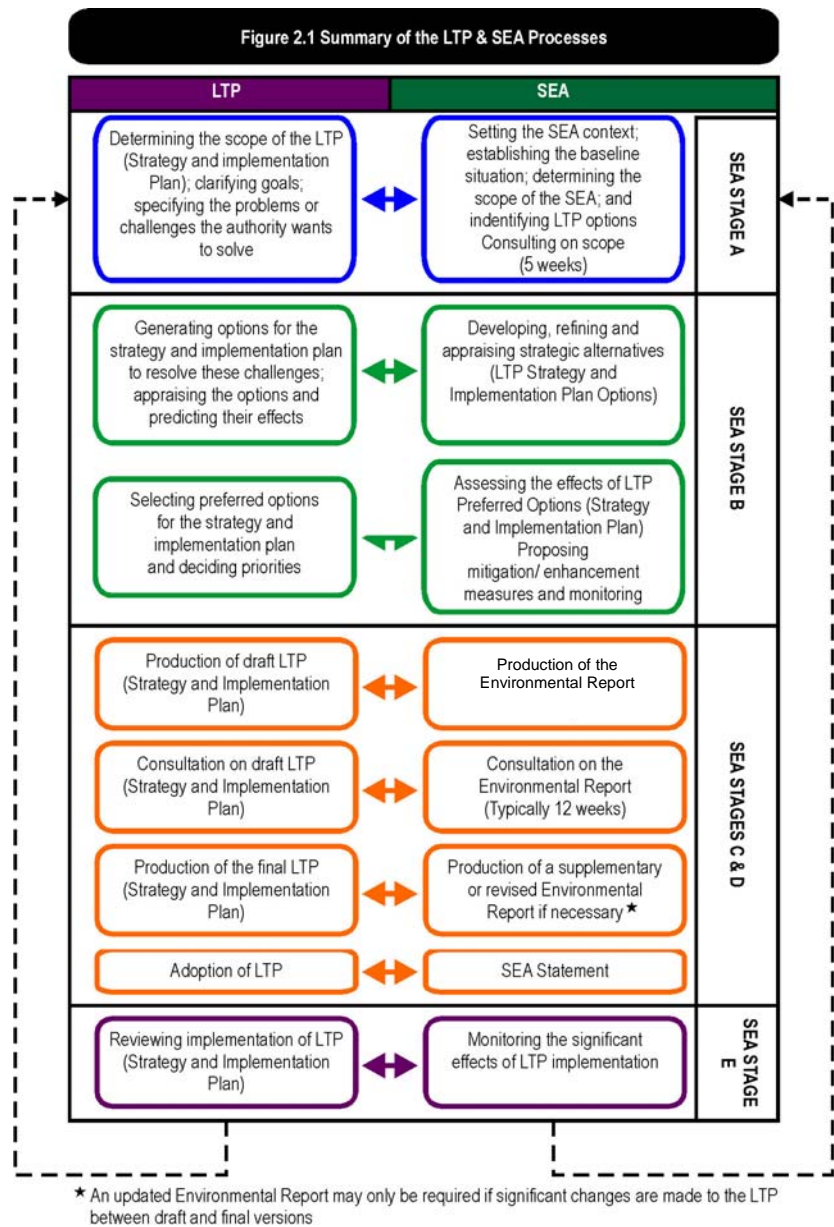 Figure 2.1 Summary of the LTP & SEA Processes
LTP
SEA
Determining the scope of the LTP
(Strategy and implementation
Plan); clarifying goals;
specifying the problems or
challenges the authority wants
to solve
Setting the SEA context;
establishing the baseline
situation; determining the
scope of the SEA; and
indentifying LTP options
Consulting on scope
(5 weeks)
SEA STAGE A
Generating options for the
strategy and implementation plan
to resolve these challenges;
appraising the options and
predicting their effects
Developing, refining and
appraising strategic alternatives
(LTP Strategy and
Implementation Plan Options)
Selecting preferred options
for the strategy and
implementation plan
and deciding priorities
Assessing the effects of LTP
Preferred Options (Strategy
and Implementation Plan)
Proposing
mitigation/ enhancement
measures and monitoring
SEA STAGE B
Production of draft LTP
(Strategy and Implementation
Plan)
Production of the
Environmental Report
Consultation on draft LTP
(Strategy and Implementation
Plan)
Consultation on the
Environmental Report
(Typically 12 weeks)
Production of the final LTP
(Strategy and Implementation
Plan)
Production of a supplementary
or revised Environmental
Report if necessary ★
Adoption of LTP
SEA Statement
SEA STAGES C & D
Reviewing implementation of LTP
(Strategy and Implementation
Plan)
Monitoring the significant
effects of LTP implementation
SEA STAGE
E
★ An updated Environmental Report may only be required if significant changes are made to the LTP
between draft and final versions